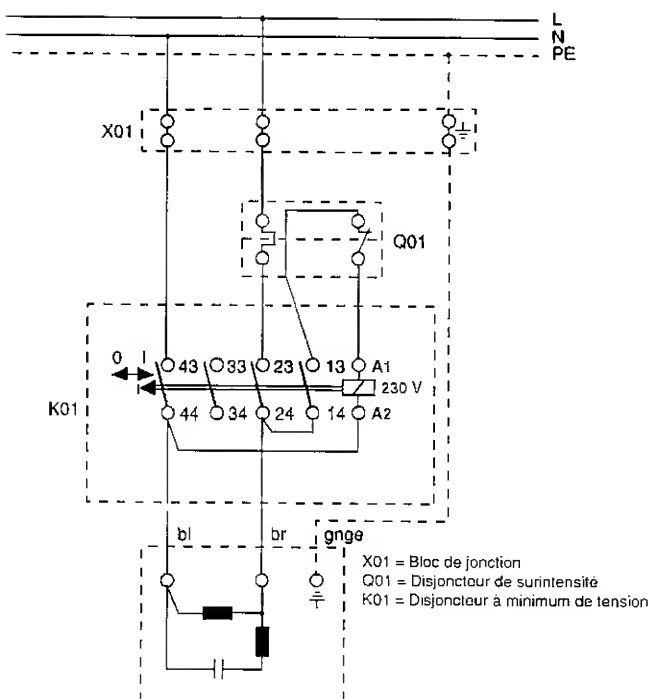 L
N
PE
X01
Q01
0 I
43 33 23 13 A1
230 V
K01
44 34 24 14 A2
bl br gnge
X01 = Bloc de jonction
Q01 = Disjoncteur de surintensité
K01 = Disjoncteur à minimum de tension